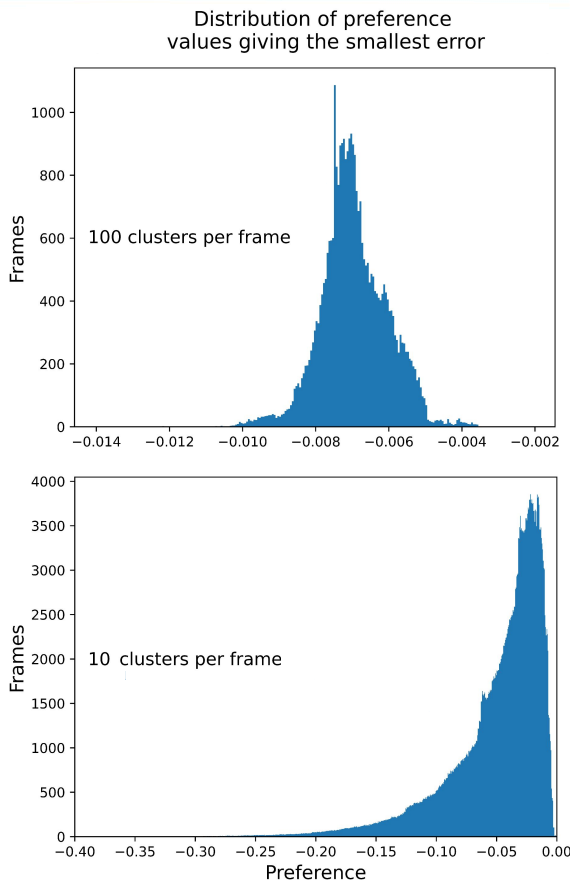 Distribution of preference
values giving the smallest error
1000
800
600
400
200
0
Frames
100 clusters per frame
−0.014 −0.012 −0.010 −0.008 −0.006 −0.004 −0.002
4000
3500
3000
2500
2000
1500
1000
500
0
Frames
10 clusters per frame
−0.40 −0.35 −0.30 −0.25 −0.20 −0.15 −0.10 −0.05 0.00
Preference